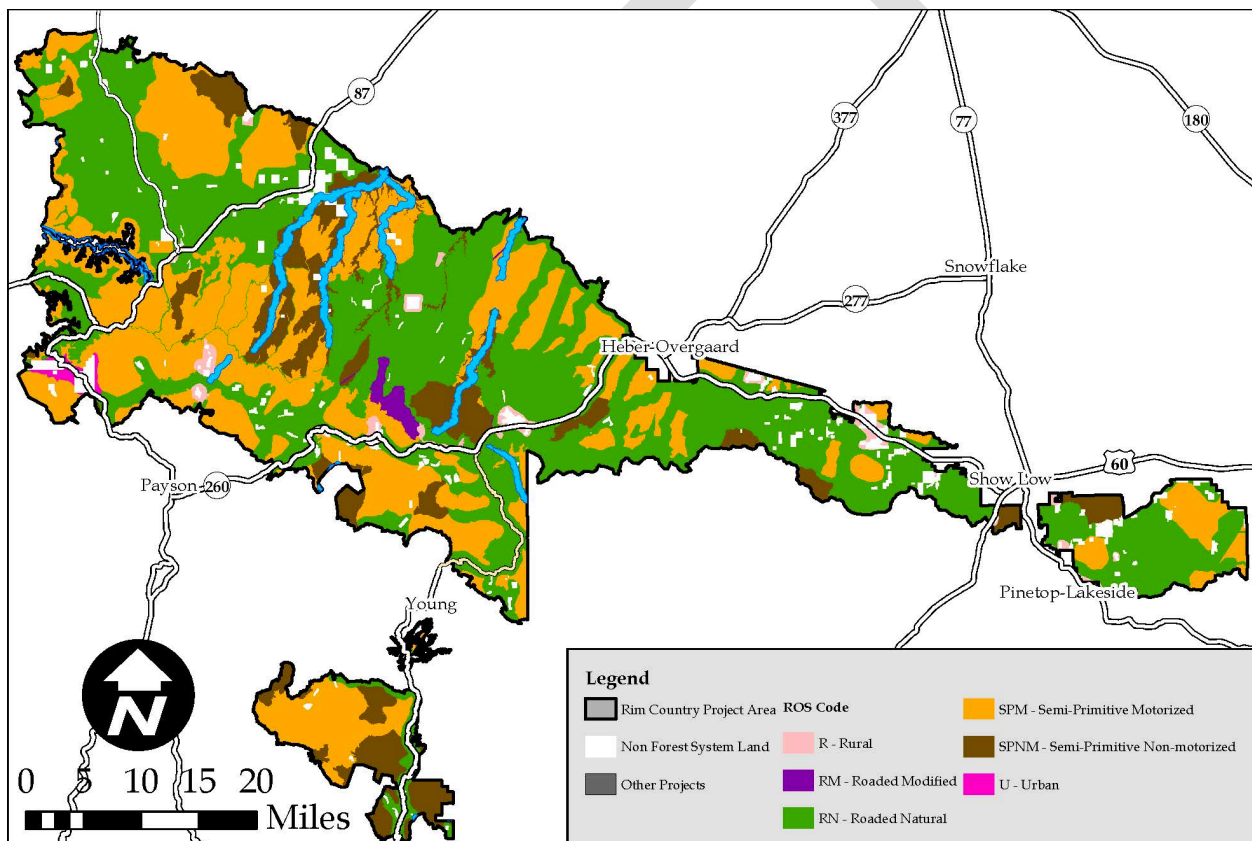 87
377
77
180
Snowflake
277
Heber-Overgaard
60
Show Low
Payson
260
Pinetop-Lakeside
Young
N
0 5 10 15 20
Miles
Legend
Rim Country Project Area
Non Forest System Land
Other Projects
ROS Code
R - Rural
RM - Roaded Modified
RN - Roaded Natural
SPM - Semi-Primitive Motorized
SPNM - Semi-Primitive Non-motorized
U - Urban